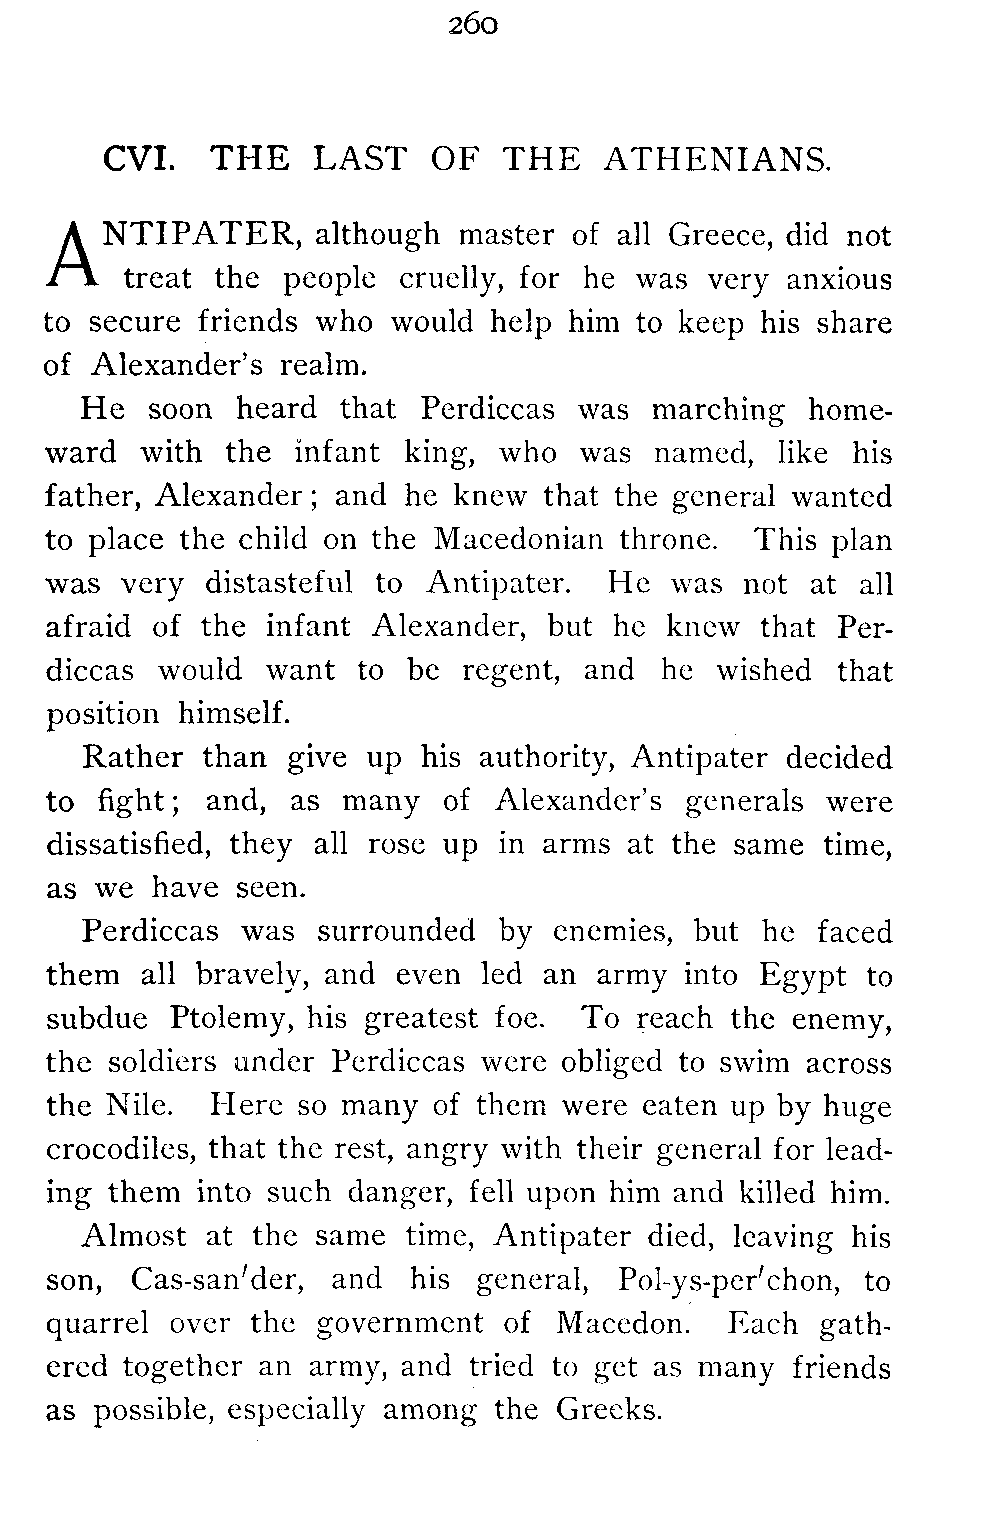 260
CVI. THE LAST OF THE ATHENIANS.
ANTIPATER, although master of all Greece, did not
treat the people cruelly, for he was very anxious
to secure friends who would help him to keep his share
of Alexander's realm.
He soon heard that Perdiccas was marching home-
ward with the infant king, who was named, like his
father, Alexander; and he knew that the general wanted
to place the child on the Macedonian throne. This plan
was very distasteful to Antipater. He was not at all
afraid of the infant Alexander, but he knew that Per-
diccas would want to be regent, and he wished that
position himself.
Rather than give up his authority, Antipater decided
to fight; and, as many of Alexander's generals were
dissatisfied, they all rose up in arms at the same time,
as we have seen.
Perdiccas was surrounded by enemies, but he faced
them all bravely, and even led an army into Egypt to
subdue Ptolemy, his greatest foe. To reach the enemy,
the soldiers under Perdiccas were obliged to swim across
the Nile. Here so many of them were eaten up by huge
crocodiles, that the rest, angry with their general for lead-
ing them into such danger, fell upon him and killed him.
Almost at the same time, Antipater died, leaving his
son, Cas-san'der, and his general, Pol-ys-per'chon, to
quarrel over the government of Macedon. Each gath-
ered together an army, and tried to get as many friends
as possible, especially among the Greeks.